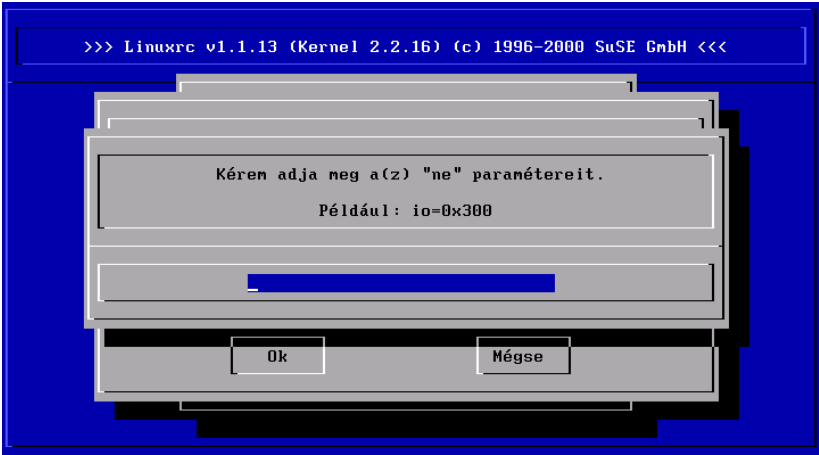 >>> Linuxrc v1.1.13 (Kernel 2.2.16) (c) 1996-2000 SuSE GmbH <<<
Kérem adja meg a(z) "ne" paramétereit.
Például: io=0x300
Ok Mégse